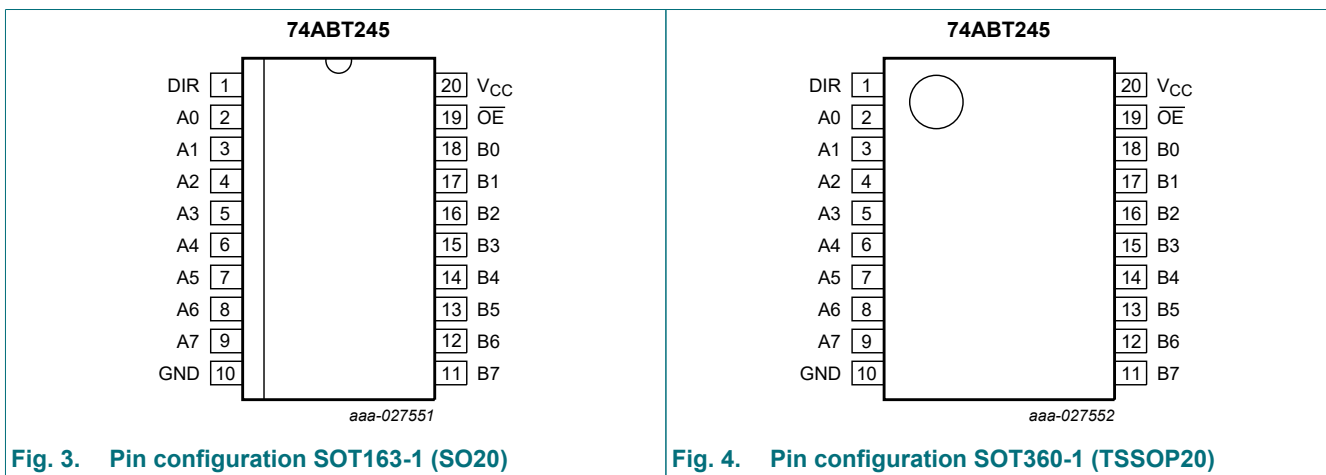 74ABT245
DIR 1 20 VCC
A0 2 19 OE
A1 3 18 B0
A2 4 17 B1
A3 5 16 B2
A4 6 15 B3
A5 7 14 B4
A6 8 13 B5
A7 9 12 B6
GND 10 11 B7
aaa-027551
Fig. 3. Pin configuration SOT163-1 (SO20)
74ABT245
DIR 1 20 VCC
A0 2 19 OE
A1 3 18 B0
A2 4 17 B1
A3 5 16 B2
A4 6 15 B3
A5 7 14 B4
A6 8 13 B5
A7 9 12 B6
GND 10 11 B7
aaa-027552
Fig. 4. Pin configuration SOT360-1 (TSSOP20)